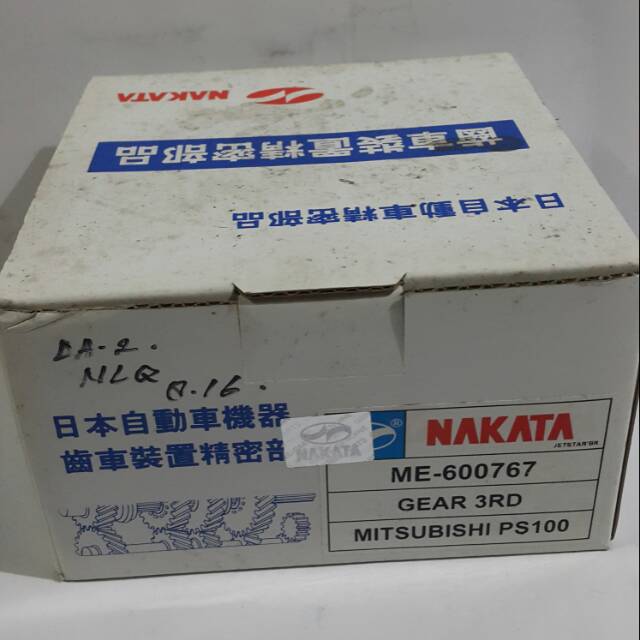 NAKATA
齒車裝置精密部品
日本自動車精密部品
DA-2.
NLQ
Q.16.
日本自動車機器
齒車裝置精密部
NAKATA
NAKATA
JETSTAR'GR
ME-600767
GEAR 3RD
MITSUBISHI PS100